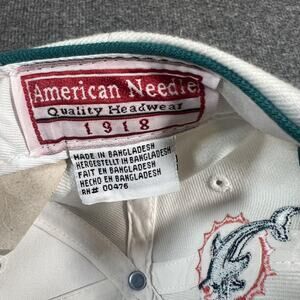 American Needle
Quality Headwear
1918
MADE IN BANGLADESH
HERGESTELLT IN BANGLADESH
FAIT EN BANGLADESH
HECHO EN BANGLADESH
RN# 00476